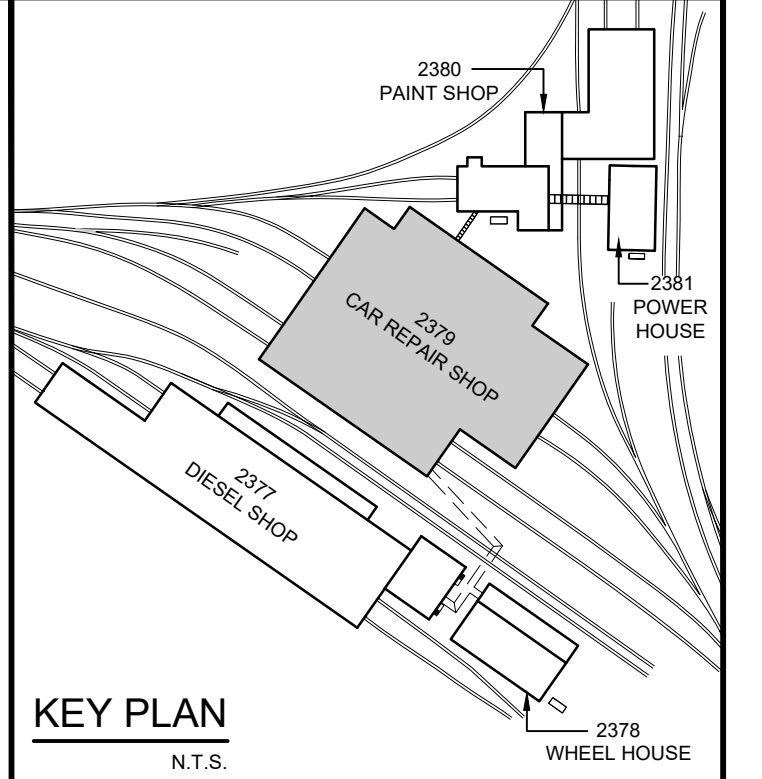 2380
PAINT SHOP
2381
POWER
HOUSE
2379
CAR REPAIR SHOP
2377
DIESEL SHOP
KEY PLAN
N.T.S.
2378
WHEEL HOUSE